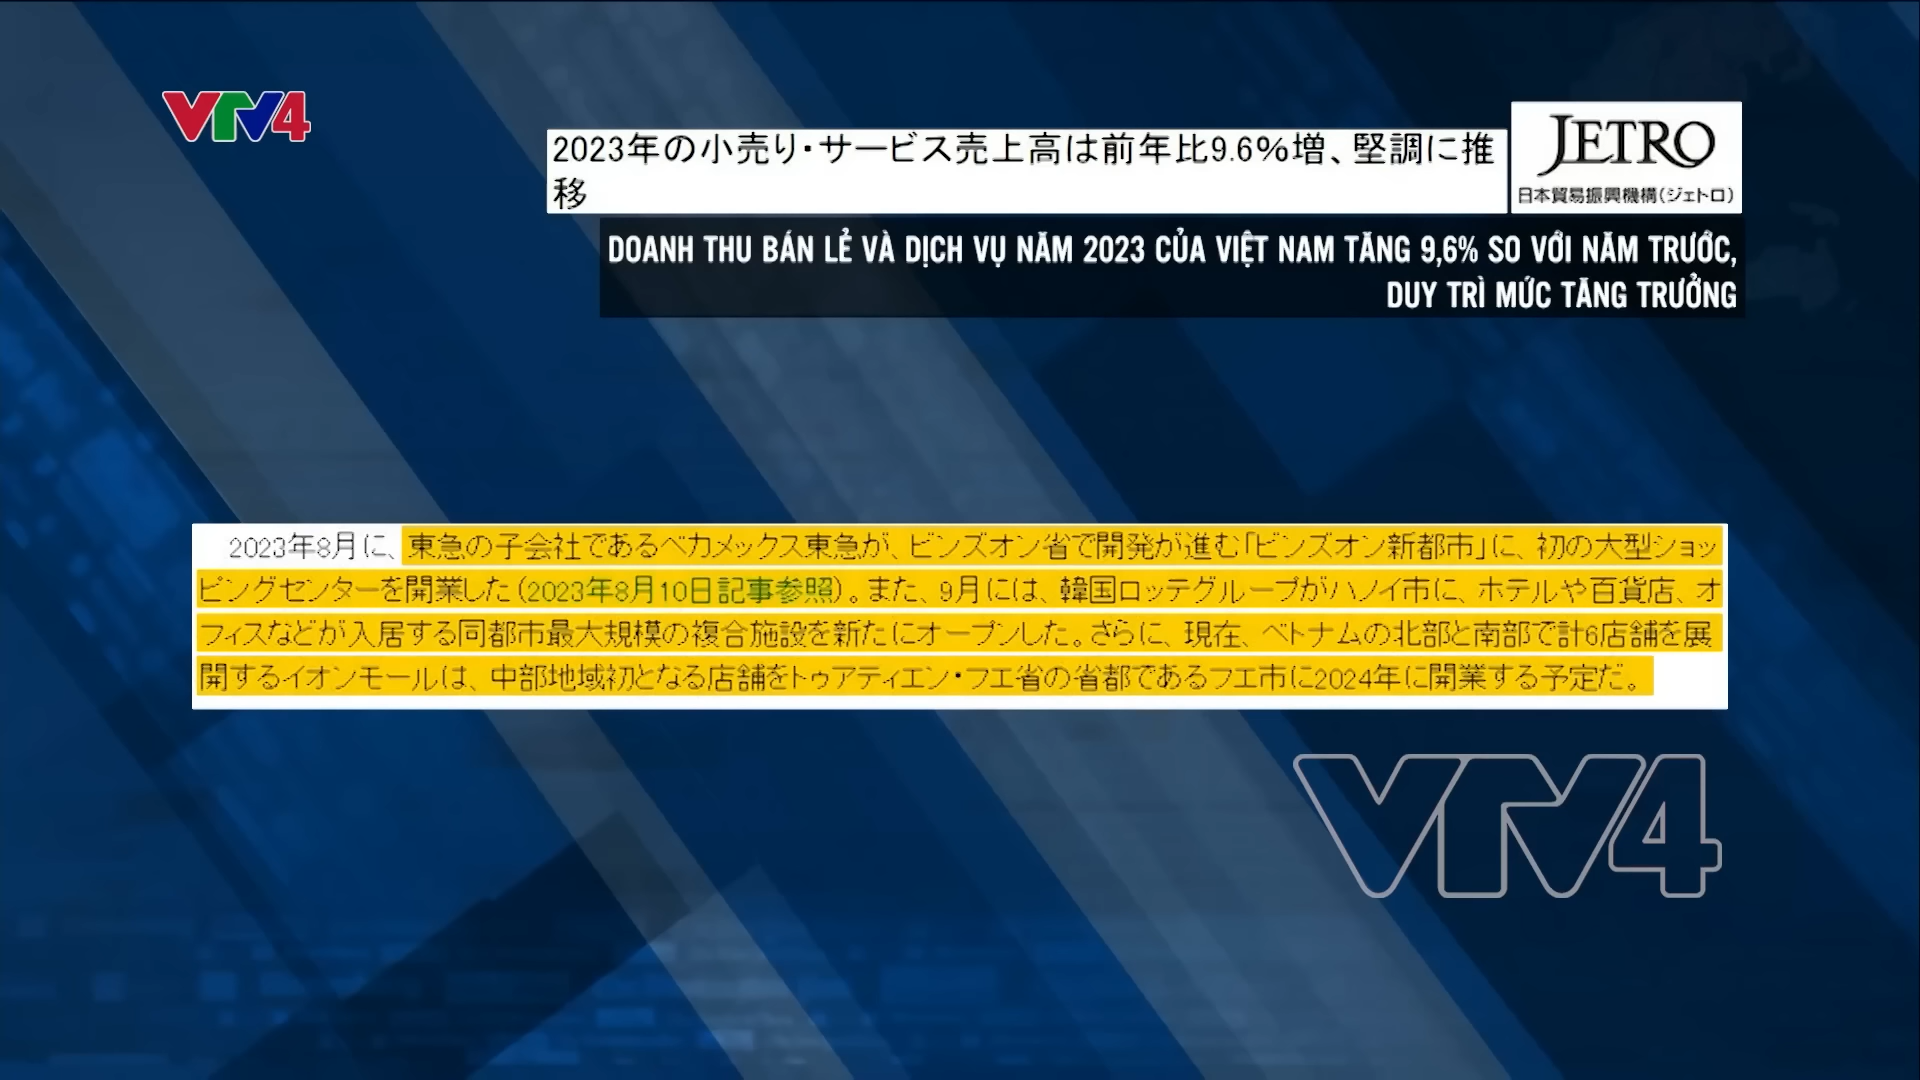 VTV4
2023年の小売り・サービス売上高は前年比9.6％増、堅調に推
移
JETRO
日本貿易振興機構（ジェトロ）
DOANH THU BÁN LẺ VÀ DỊCH VỤ NĂM 2023 CỦA VIỆT NAM TĂNG 9,6% SO VỚI NĂM TRƯỚC,
DUY TRÌ MỨC TĂNG TRƯỞNG
2023年8月に、東急の子会社であるベカメックス東急が、ビンズオン省で開発が進む「ビンズオン新都市」に、初の大型ショッ
ピングセンターを開業した（2023年8月10日記事参照）。また、9月には、韓国ロッテグループがハノイ市に、ホテルや百貨店、オ
フィスなどが入居する同都市最大規模の複合施設を新たにオープンした。さらに、現在、ベトナムの北部と南部で計6店舗を展
開するイオンモールは、中部地域初となる店舗をトゥアティエン・フエ省の省都であるフエ市に2024年に開業する予定だ。
VTV4